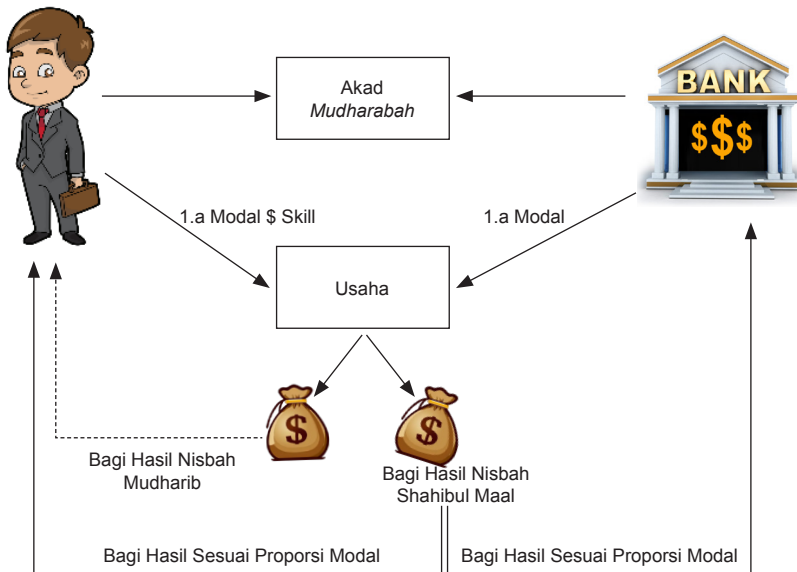 Akad
Mudharabah
BANK
$$$
1.a Modal $ Skill
1.a Modal
Usaha
$
$
Bagi Hasil Nisbah
Mudharib
Bagi Hasil Nisbah
Shahibul Maal
Bagi Hasil Sesuai Proporsi Modal
Bagi Hasil Sesuai Proporsi Modal